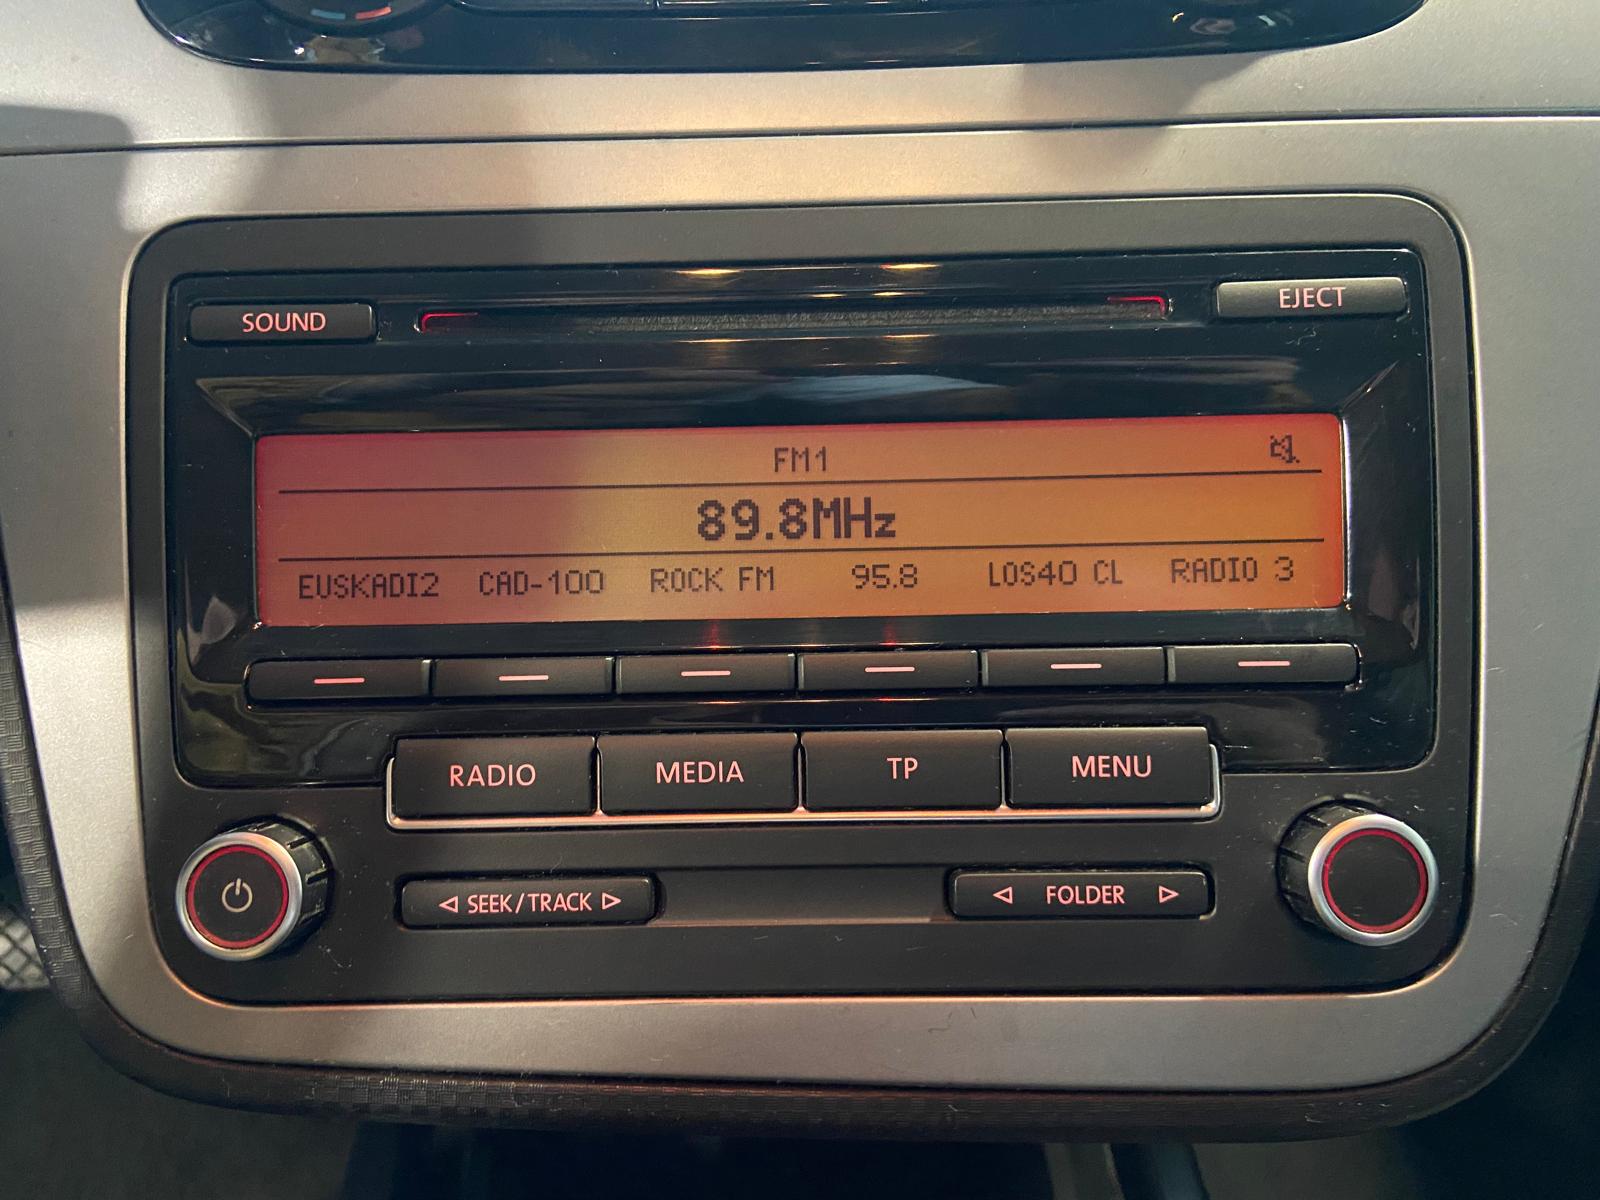 SOUND EJECT
FM1
89.8MHz
EUSKADI2 CAD-100 ROCK FM 95.8 LOS40 CL RADIO 3
RADIO MEDIA TP MENU
SEEK/TRACK FOLDER